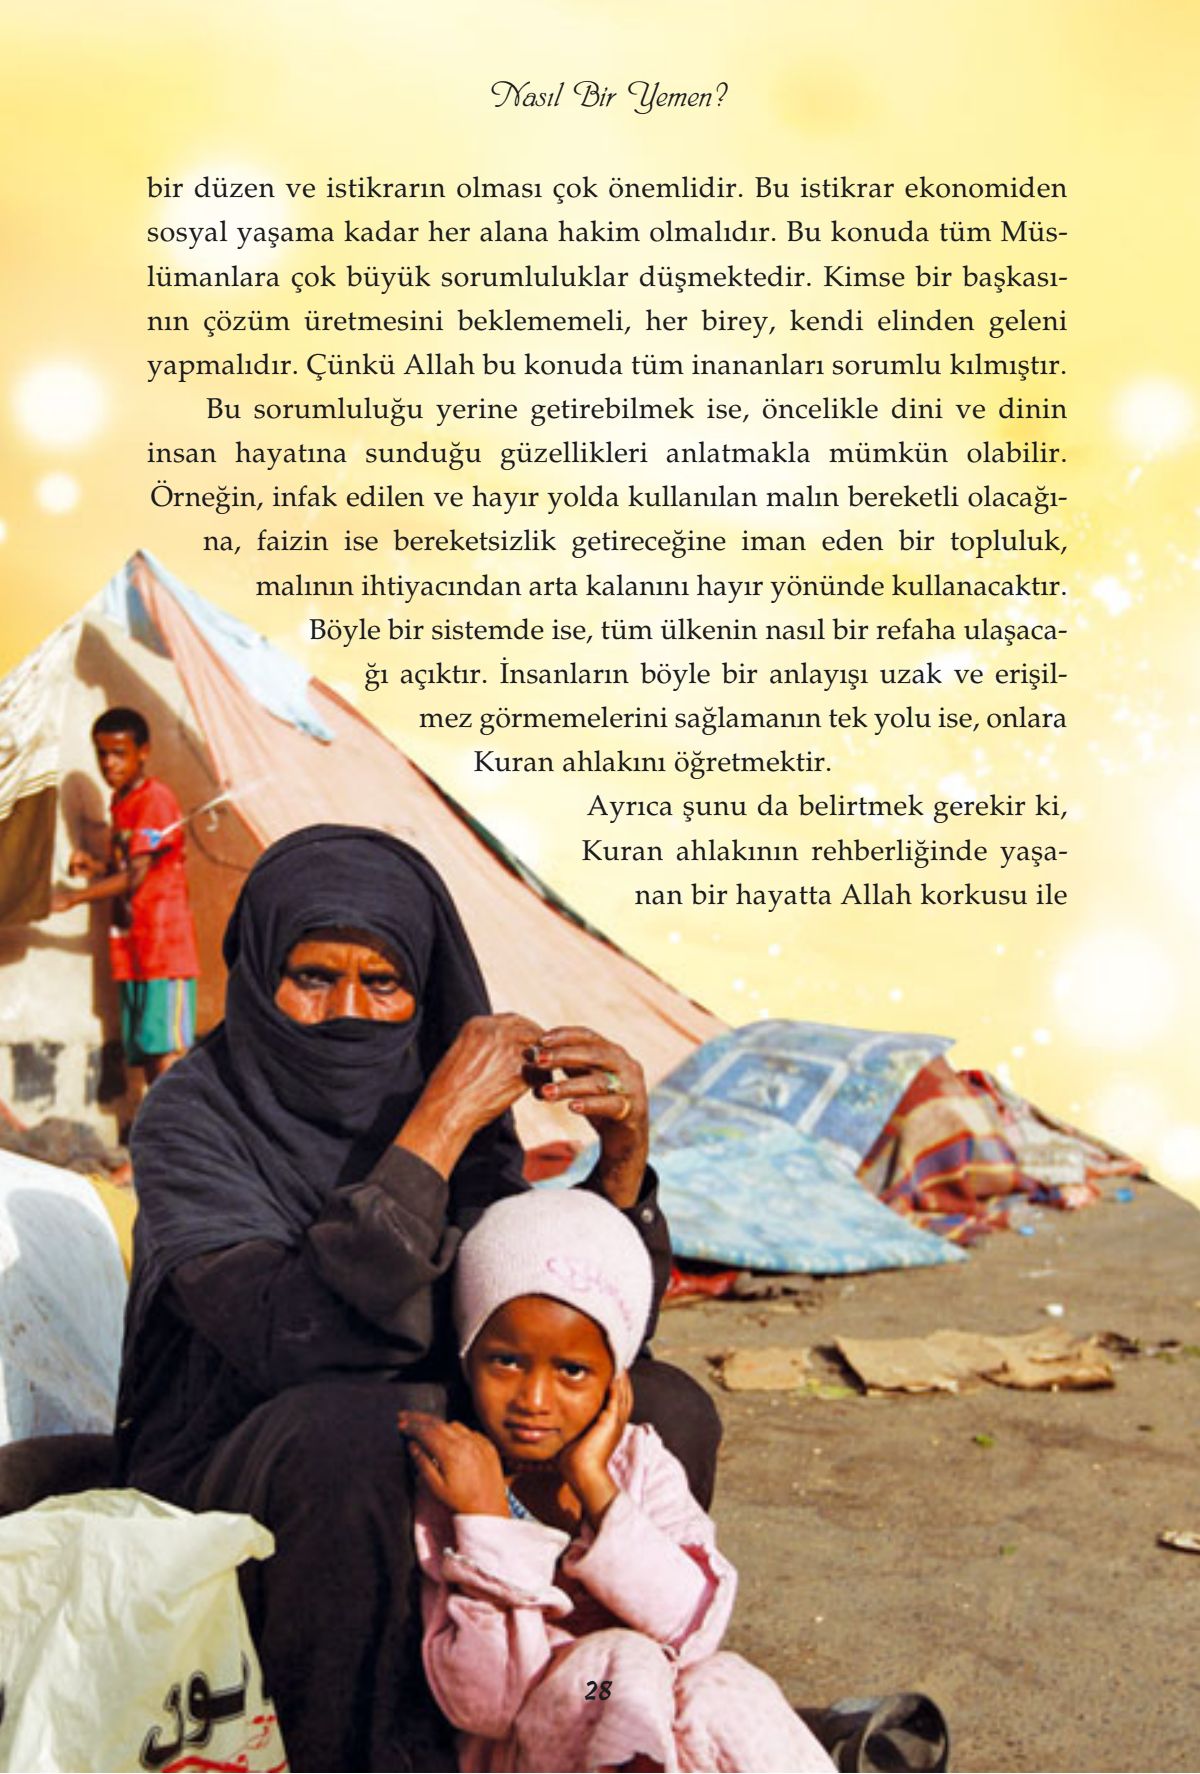 Nasıl Bir Yemen?
bir düzen ve istikrarın olması çok önemlidir. Bu istikrar ekonomiden
sosyal yaşama kadar her alana hakim olmalıdır. Bu konuda tüm Müs-
lümanlara çok büyük sorumluluklar düşmektedir. Kimse bir başkası-
nın çözüm üretmesini beklememeli, her birey, kendi elinden geleni
yapmalıdır. Çünkü Allah bu konuda tüm inananları sorumlu kılmıştır.
Bu sorumluluğu yerine getirebilmek ise, öncelikle dini ve dinin
insan hayatına sunduğu güzellikleri anlatmakla mümkün olabilir.
Örneğin, infak edilen ve hayır yolda kullanılan malın bereketli olacağı-
na, faizin ise bereketsizlik getireceğine iman eden bir topluluk,
malının ihtiyacından arta kalanını hayır yönünde kullanacaktır.
Böyle bir sistemde ise, tüm ülkenin nasıl bir refaha ulaşaca-
ğı açıktır. İnsanların böyle bir anlayışı uzak ve erişil-
mez görmemelerini sağlamanın tek yolu ise, onlara
Kuran ahlakını öğretmektir.
Ayrıca şunu da belirtmek gerekir ki,
Kuran ahlakının rehberliğinde yaşa-
nan bir hayatta Allah korkusu ile
28